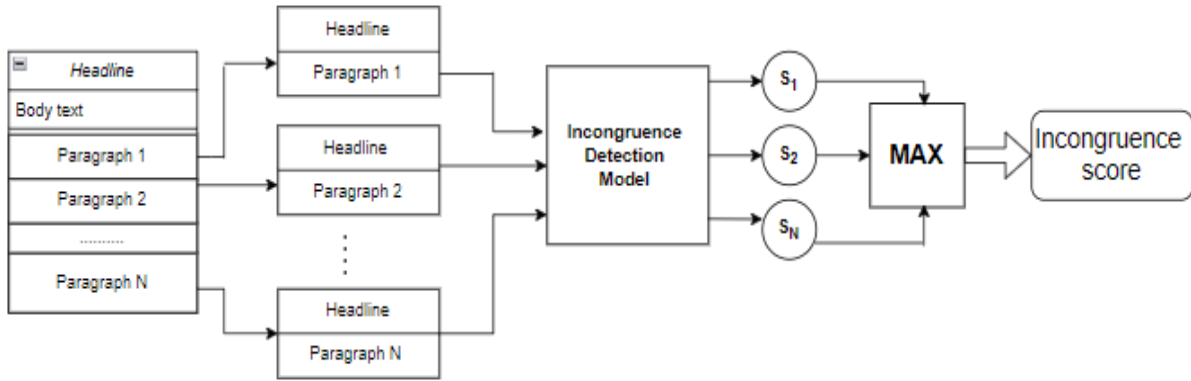 Headline
Body text
Paragraph 1
Paragraph 2
..........
Paragraph N
Headline
Paragraph 1
Headline
Paragraph 2
Headline
Paragraph N
Incongruence
Detection
Model
S1
S2
SN
MAX
Incongruence
score